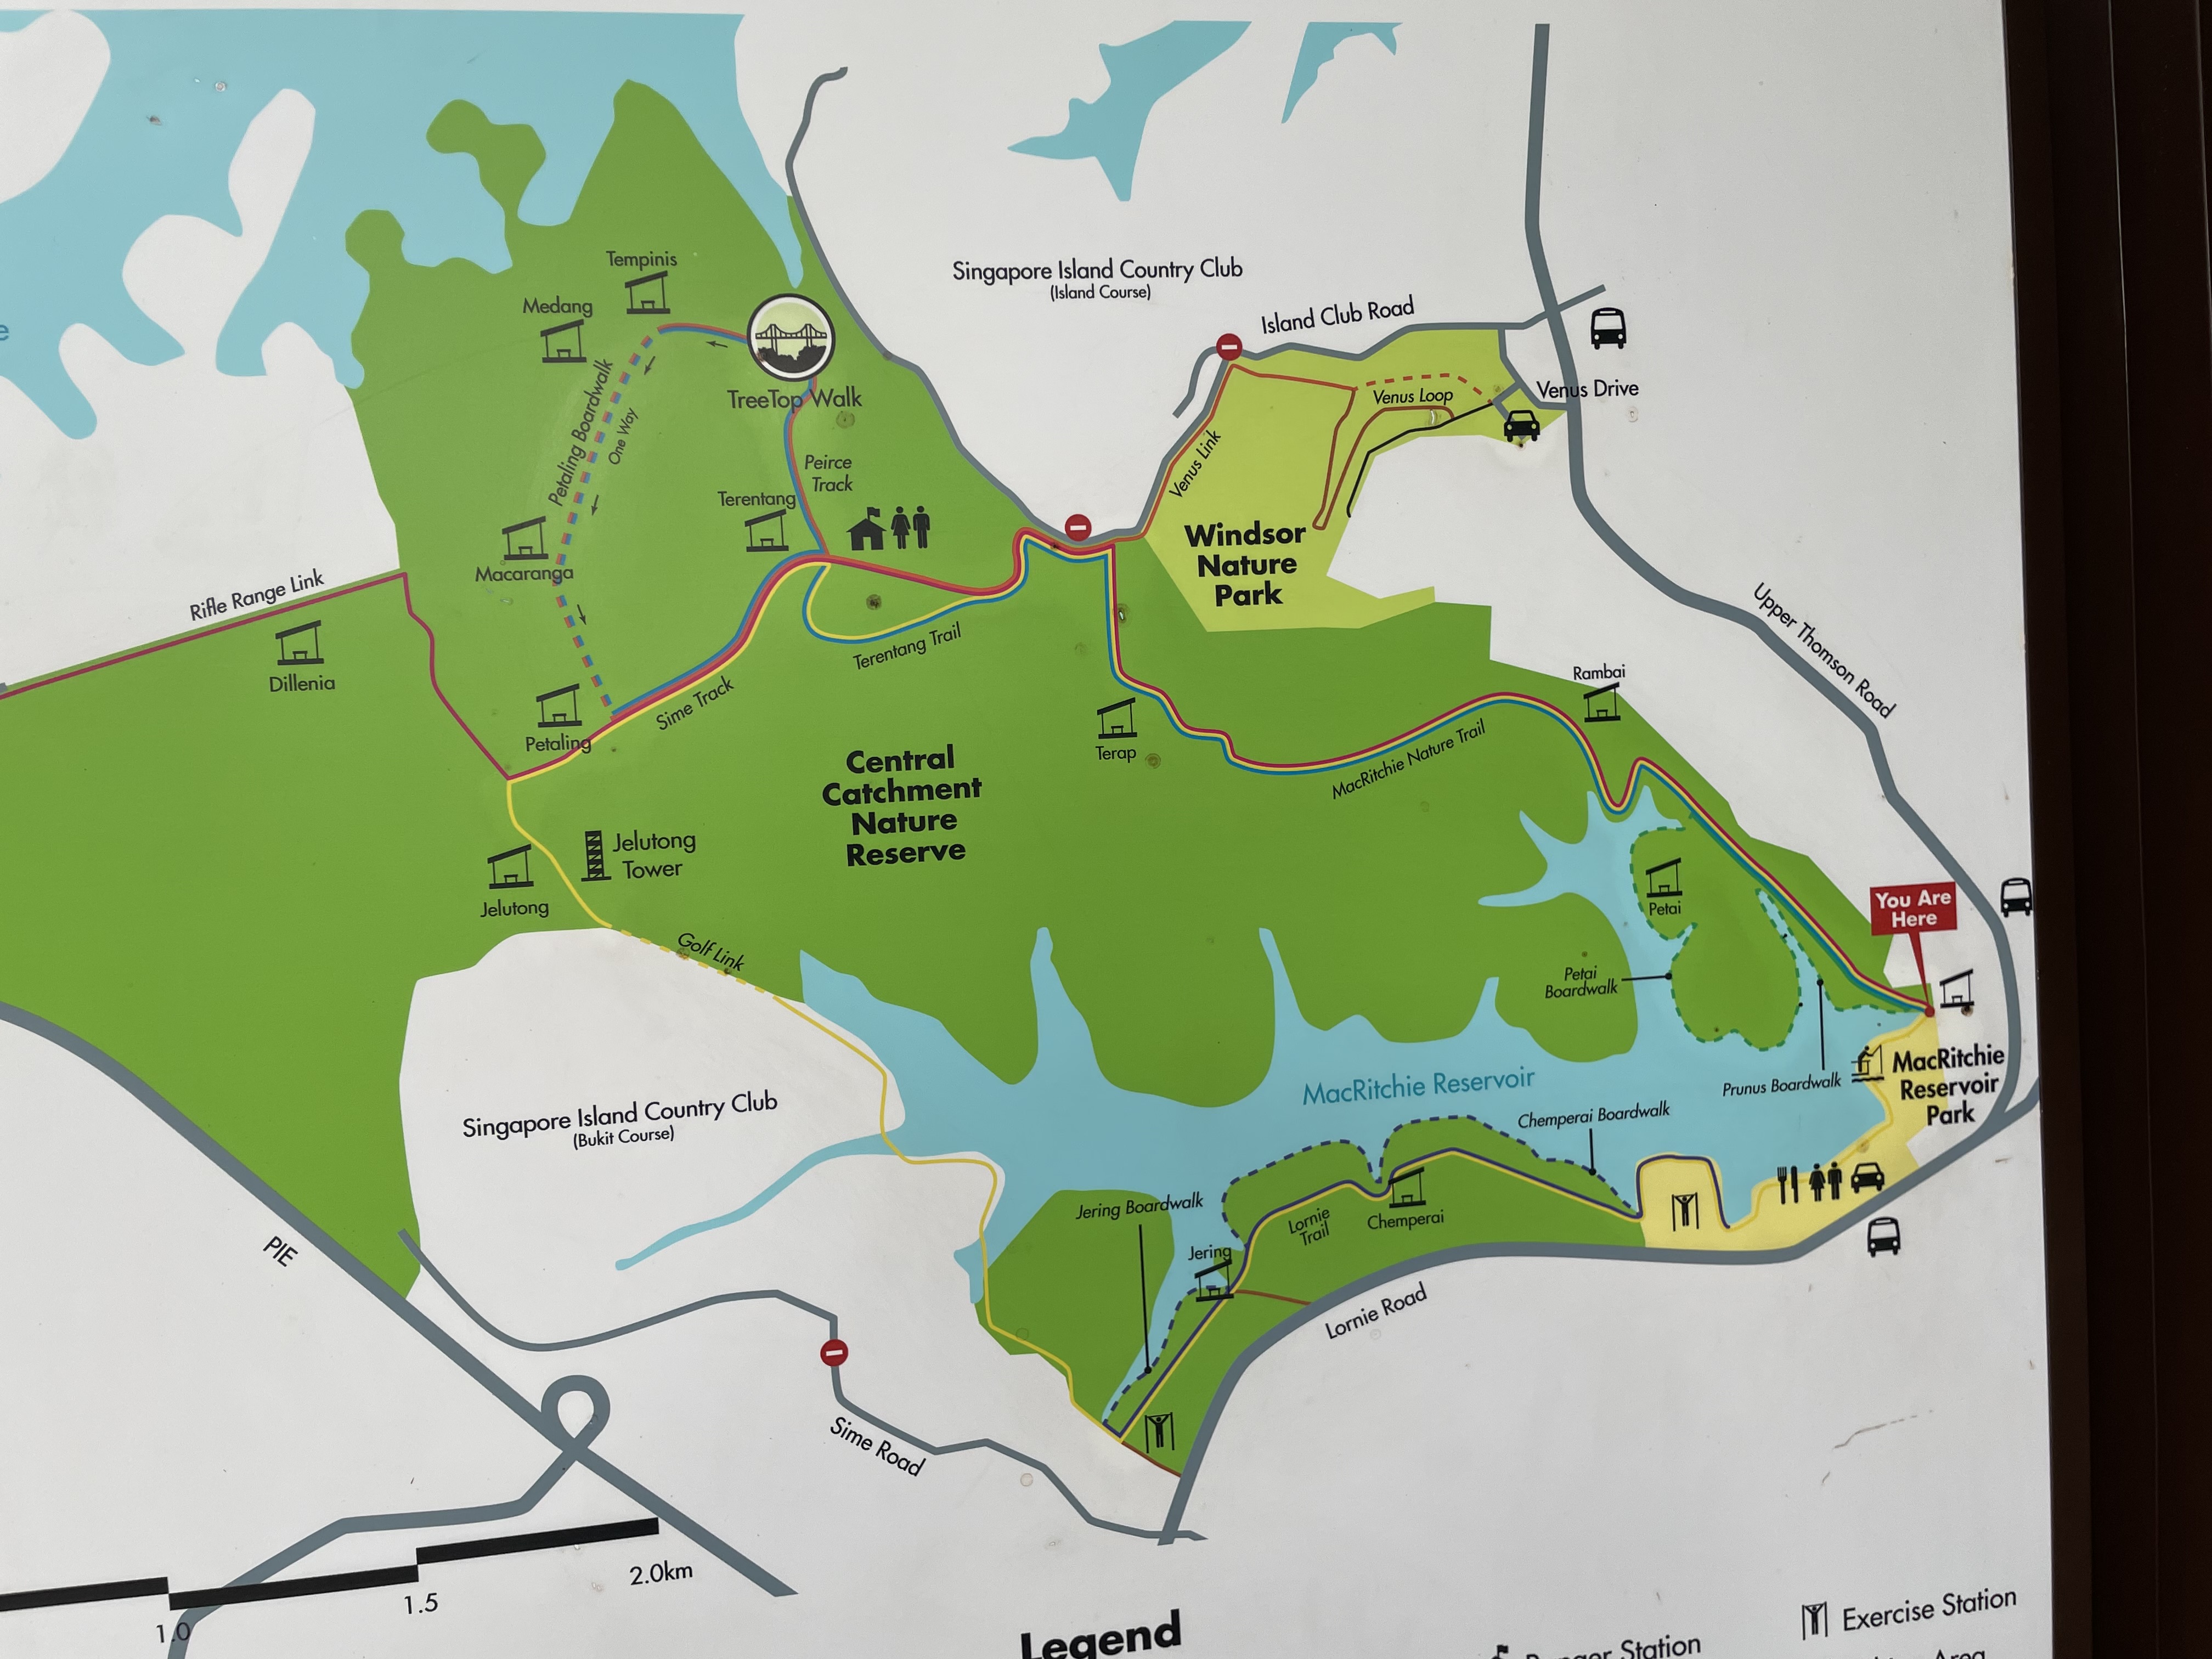 Tempinis
Medang
TreeTop Walk
Petaling Boardwalk
One Way
Peirce
Track
Terentang
Macaranga
Rifle Range Link
Dillenia
Petaling
Sime Track
Terentang Trail
Singapore Island Country Club
(Island Course)
Island Club Road
Venus Drive
Venus Loop
Venus Link
Windsor
Nature
Park
Upper Thomson Road
Rambai
Terap
MacRitchie Nature Trail
Central
Catchment
Nature
Reserve
Jelutong
Tower
Jelutong
Golf Link
Petai
You Are
Here
Petai
Boardwalk
Prunus Boardwalk
MacRitchie
Reservoir
Park
MacRitchie Reservoir
Chemperai Boardwalk
Singapore Island Country Club
(Bukit Course)
Jering Boardwalk
Jering
Lornie
Trail
Chemperai
Lornie Road
PIE
Sime Road
1.0
1.5
2.0km
Legend
Station
Exercise Station